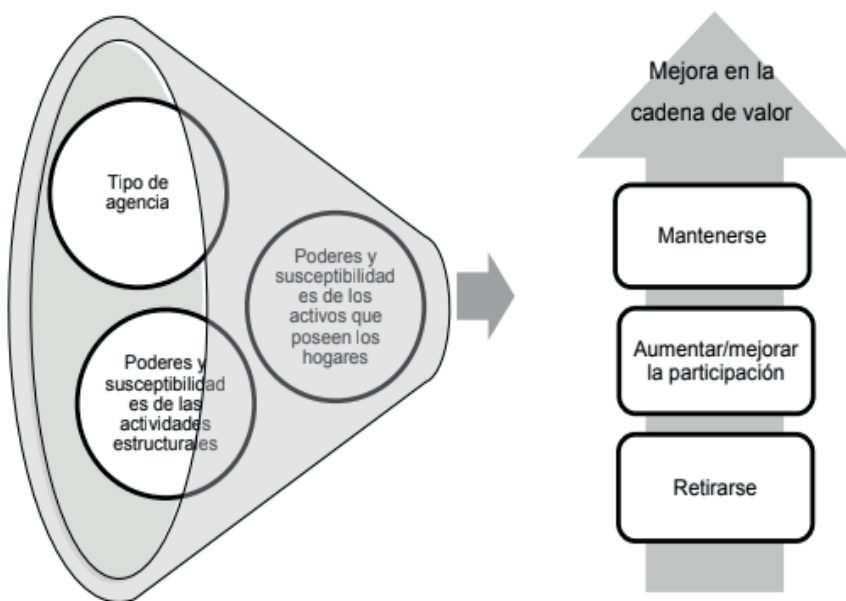 Tipo de
agencia
Poderes y
susceptibilidad
es de las
actividades
estructurales
Poderes y
susceptibilidad
es de los
activos que
poseen los
hogares
Mejora en la
cadena de valor
Mantenerse
Aumentar/mejorar
la participación
Retirarse